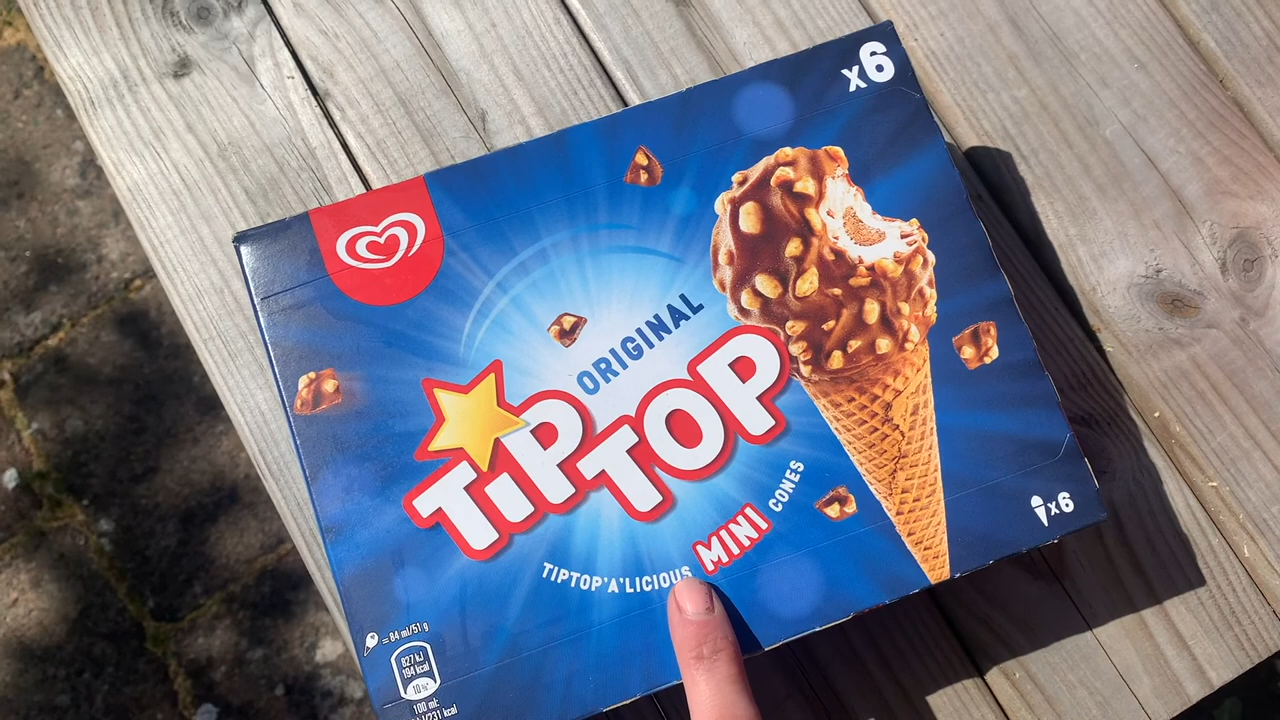 x6
ORIGINAL
TIPTOP
TIPTOP'A'LICIOUS MINI CONES
x6
= 84 ml/51 g
827 kJ
194 kcal
10%*
100 ml:
/231 kcal